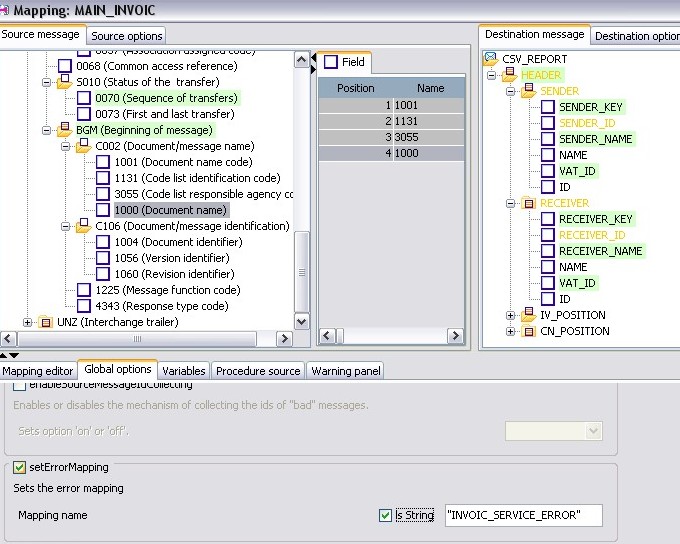 Mapping: MAIN_INVOIC
Source message
Source options
0068 (Common access reference)
S010 (Status of the transfer)
0070 (Sequence of transfers)
0073 (First and last transfer)
BGM (Beginning of message)
C002 (Document/message name)
1001 (Document name code)
1131 (Code list identification code)
3055 (Code list responsible agency co
1000 (Document name)
C106 (Document/message identification)
1004 (Document identifier)
1056 (Version identifier)
1060 (Revision identifier)
1225 (Message function code)
4343 (Response type code)
UNZ (Interchange trailer)
Field
Position Name
1 1001
2 1131
3 3055
4 1000
Destination message
Destination option
CSV_REPORT
HEADER
SENDER
SENDER_KEY
SENDER_ID
SENDER_NAME
NAME
VAT_ID
ID
RECEIVER
RECEIVER_KEY
RECEIVER_ID
RECEIVER_NAME
NAME
VAT_ID
ID
IV_POSITION
CN_POSITION
Mapping editor
Global options
Variables
Procedure source
Warning panel
enableSourceMessageIdCollecting
Enables or disables the mechanism of collecting the ids of "bad" messages.
Sets option 'on' or 'off'.
setErrorMapping
Sets the error mapping
Mapping name
Is String
"INVOIC_SERVICE_ERROR"